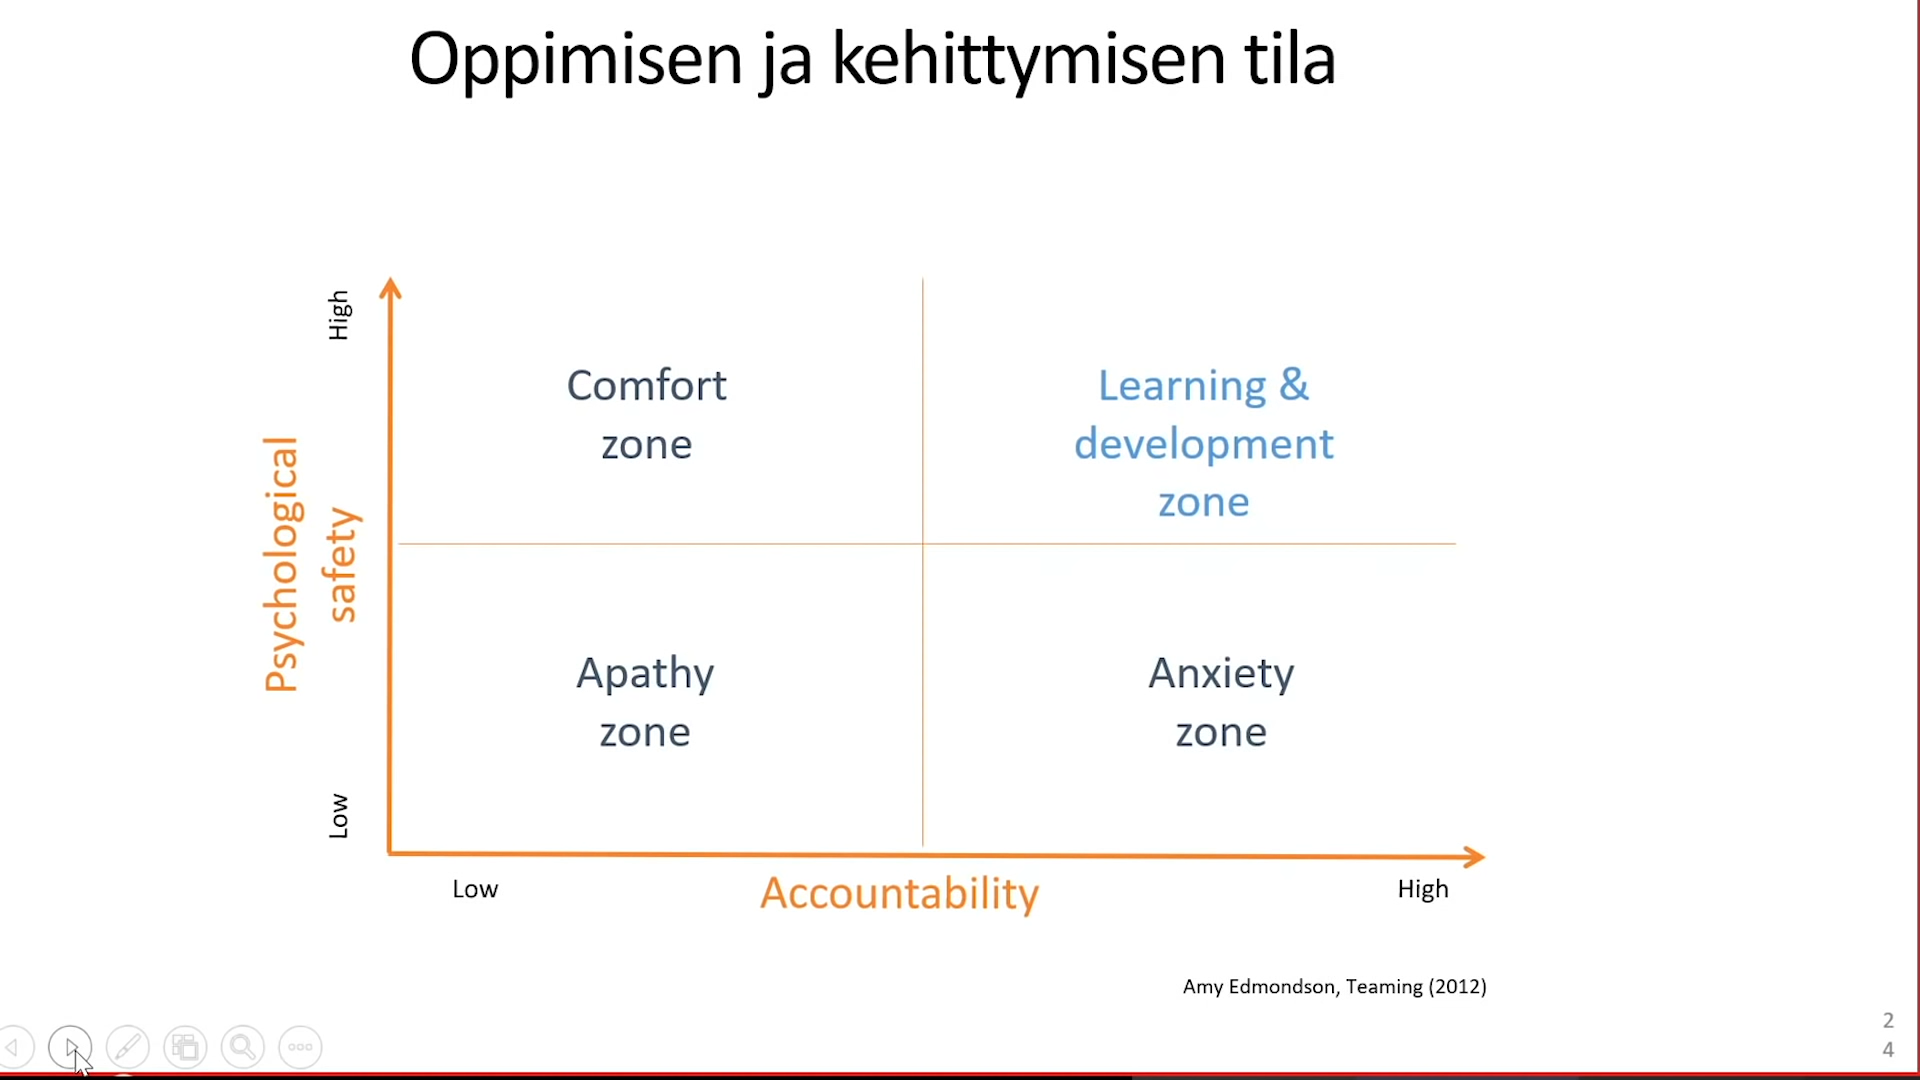 Oppimisen ja kehittymisen tila
High
Comfort
zone
Learning &
development
zone
Psychological
safety
Apathy
zone
Anxiety
zone
Low
Low
Accountability
High
Amy Edmondson, Teaming (2012)
2
4